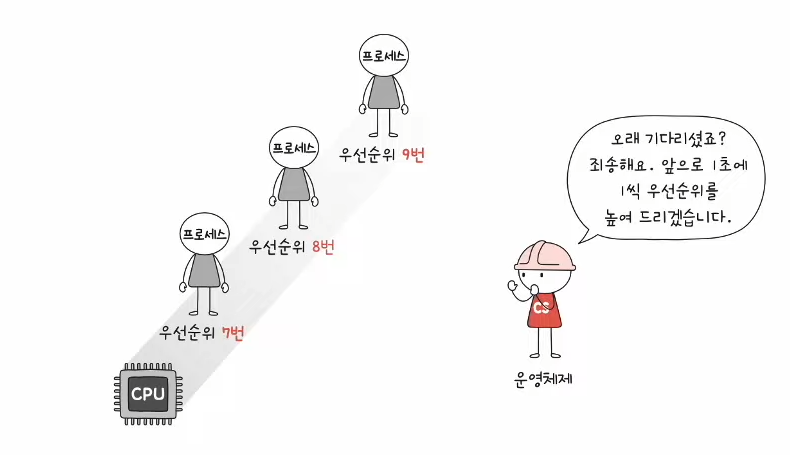 프로세스
우선순위 9번
프로세스
우선순위 8번
프로세스
우선순위 7번
CPU
오래 기다리셨죠?
죄송해요. 앞으로 1초에
1씩 우선순위를
높여 드리겠습니다.
CS
운영체제